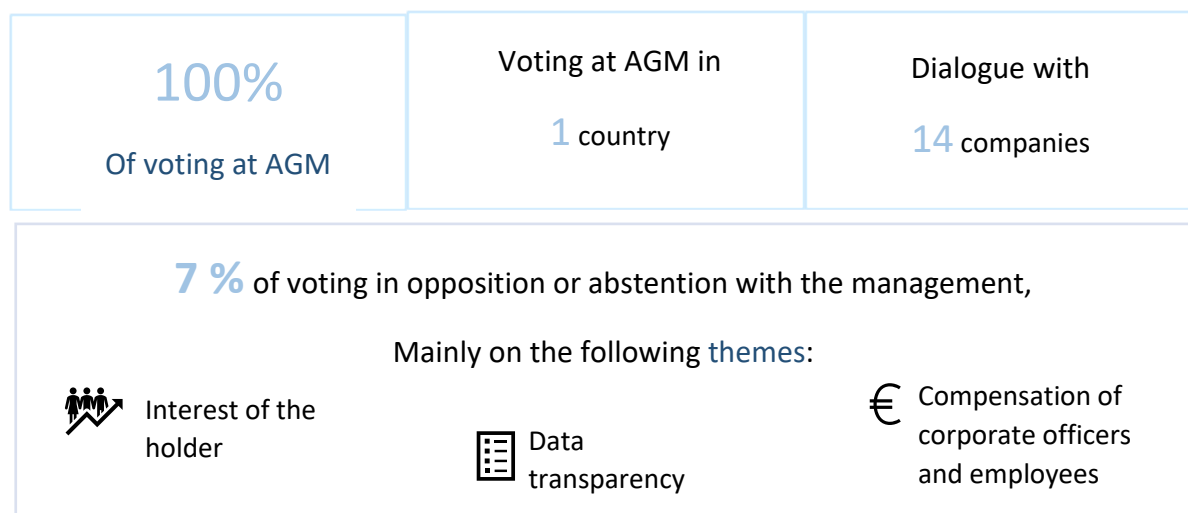 100%
Of voting at AGM
Voting at AGM in
1 country
Dialogue with
14 companies
7 % of voting in opposition or abstention with the management,
Mainly on the following themes:
Interest of the
holder
Data
transparency
€ Compensation of
corporate officers
and employees